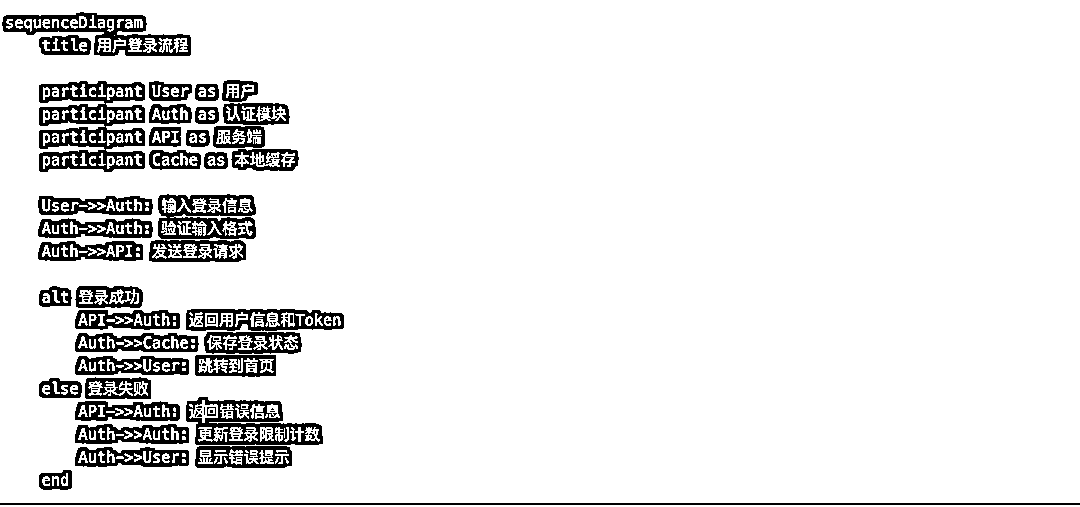 sequenceDiagram
    title 用户登录流程

    participant User as 用户
    participant Auth as 认证模块
    participant API as 服务端
    participant Cache as 本地缓存

    User->>Auth: 输入登录信息
    Auth->>Auth: 验证输入格式
    Auth->>API: 发送登录请求

    alt 登录成功
        API->>Auth: 返回用户信息和Token
        Auth->>Cache: 保存登录状态
        Auth->>User: 跳转到首页
    else 登录失败
        API->>Auth: 返回错误信息
        Auth->>Auth: 更新登录限制计数
        Auth->>User: 显示错误提示
    end